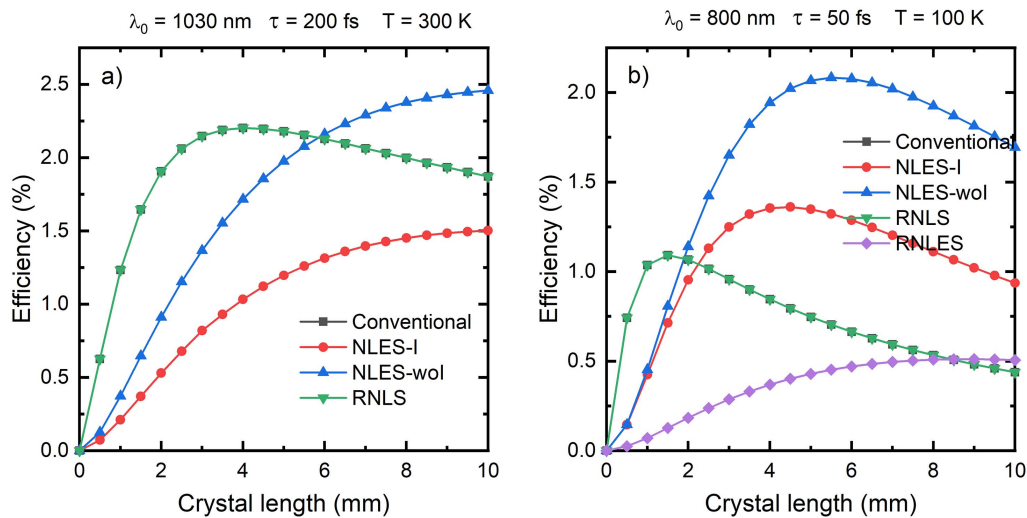 λ₀ = 1030 nm τ = 200 fs T = 300 K
a)
Efficiency (%)
2.5
2.0
1.5
1.0
0.5
0.0
Conventional
NLES-I
NLES-wol
RNLS
0 2 4 6 8 10
Crystal length (mm)
λ₀ = 800 nm τ = 50 fs T = 100 K
b)
Efficiency (%)
2.0
1.5
1.0
0.5
0.0
Conventional
NLES-I
NLES-wol
RNLS
RNLES
0 2 4 6 8 10
Crystal length (mm)